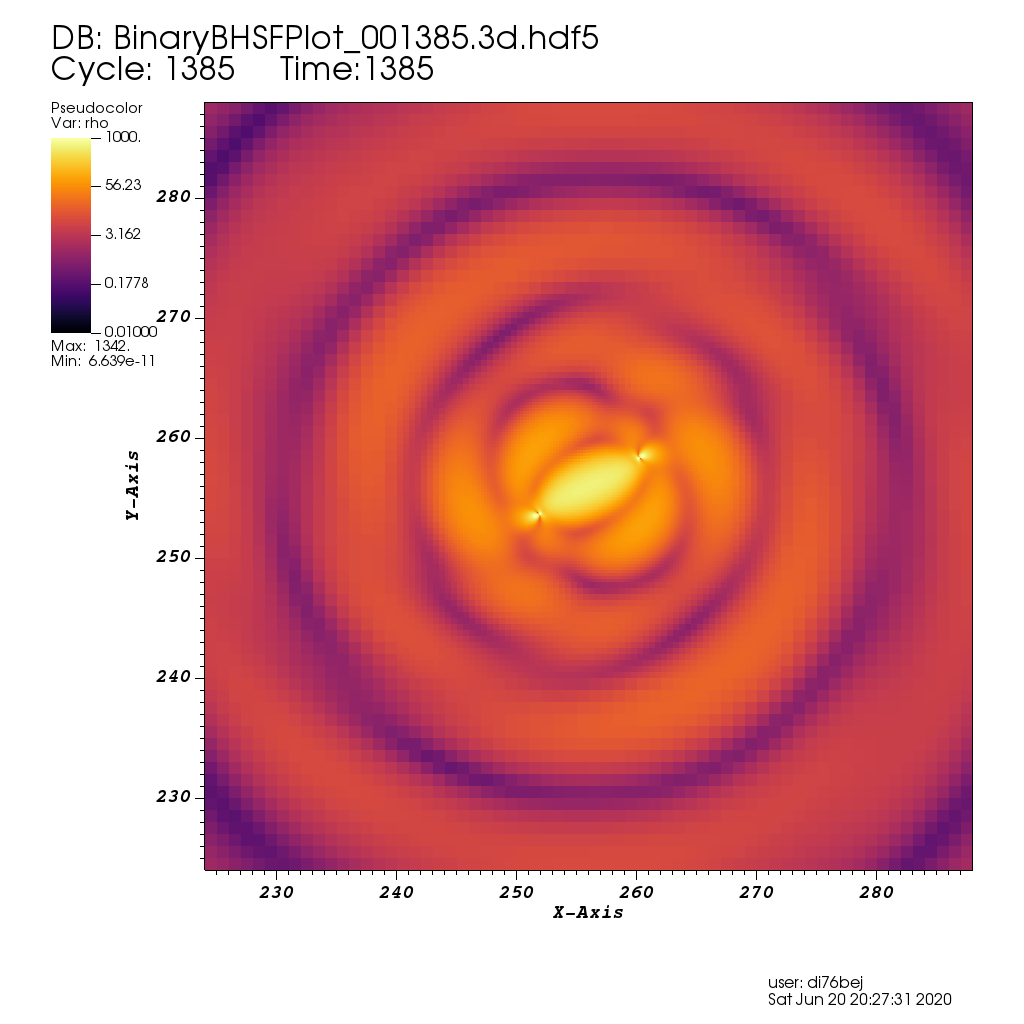 DB: BinaryBHSFPlot_001385.3d.hdf5
Cycle: 1385 Time:1385
Pseudocolor
Var: rho
1000.
56.23
3.162
0.1778
0.01000
Max: 1342.
Min: 6.639e-11
280
270
260
250
240
230
Y-Axis
230 240 250 260 270 280
X-Axis
user: di76bej
Sat Jun 20 20:27:31 2020